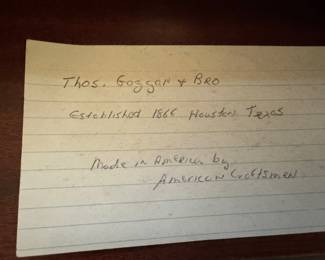 Thos. Goggan & Bro
Established 1866 Houston Texas
Made in America by
American Craftsmen